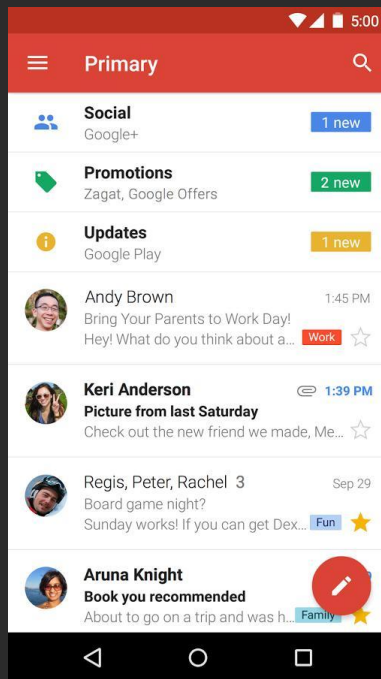 5:00
Primary
Social
1 new
Google+
Promotions
2 new
Zagat, Google Offers
Updates
1 new
Google Play
Andy Brown 1:45 PM
Bring Your Parents to Work Day!
Hey! What do you think about a... Work
Keri Anderson 1:39 PM
Picture from last Saturday
Check out the new friend we made, Me...
Regis, Peter, Rachel 3 Sep 29
Board game night?
Sunday works! If you can get Dex... Fun
Aruna Knight
Book you recommended
About to go on a trip and was h... Family